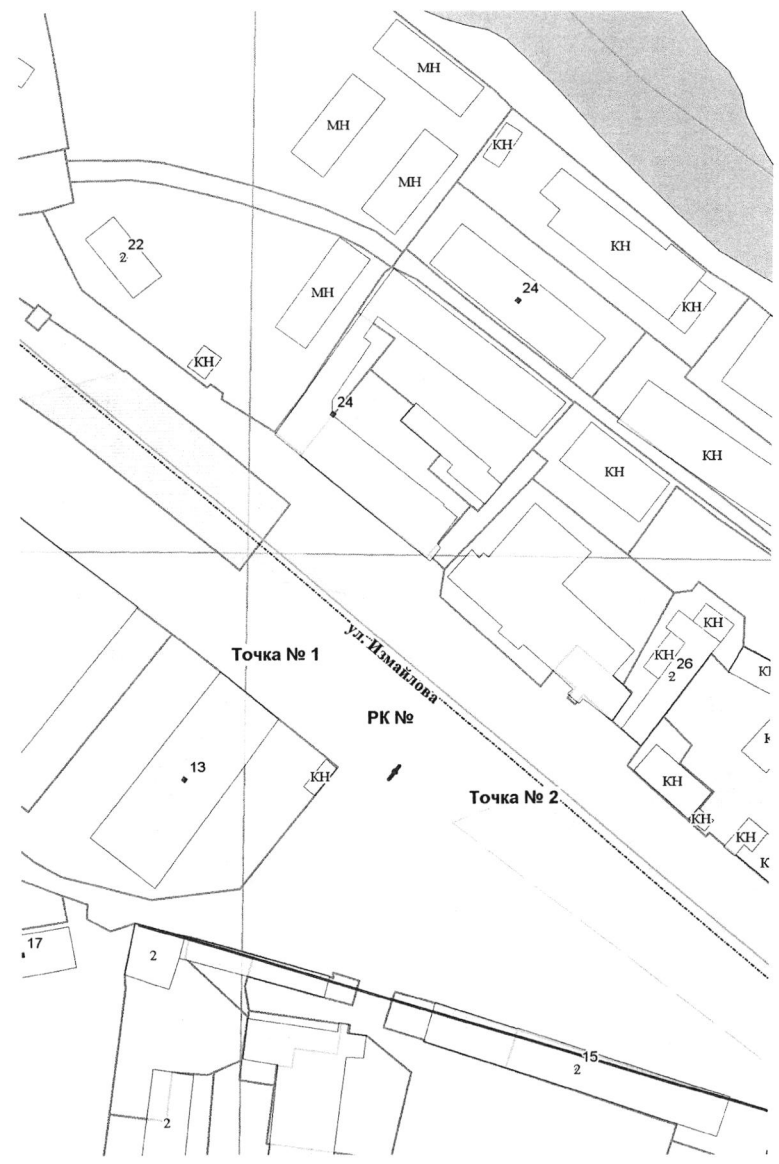 МН
МН
КН
МН
22
2
КН
24
МН
КН
КН
24
КН
КН
КН
ул. Измайлова
Точка № 1
КН
КН
26
2
РК №
13
КН
КН
Точка № 2
КН
КН
17
2
15
2
2